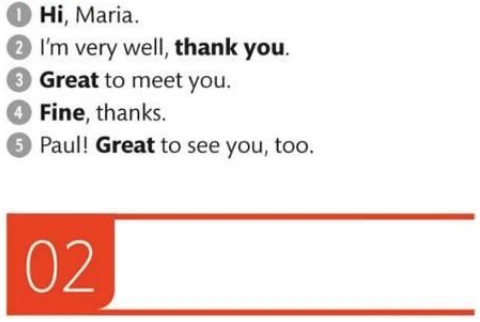 1 Hi, Maria.
2 I'm very well, thank you.
3 Great to meet you.
4 Fine, thanks.
5 Paul! Great to see you, too.
02